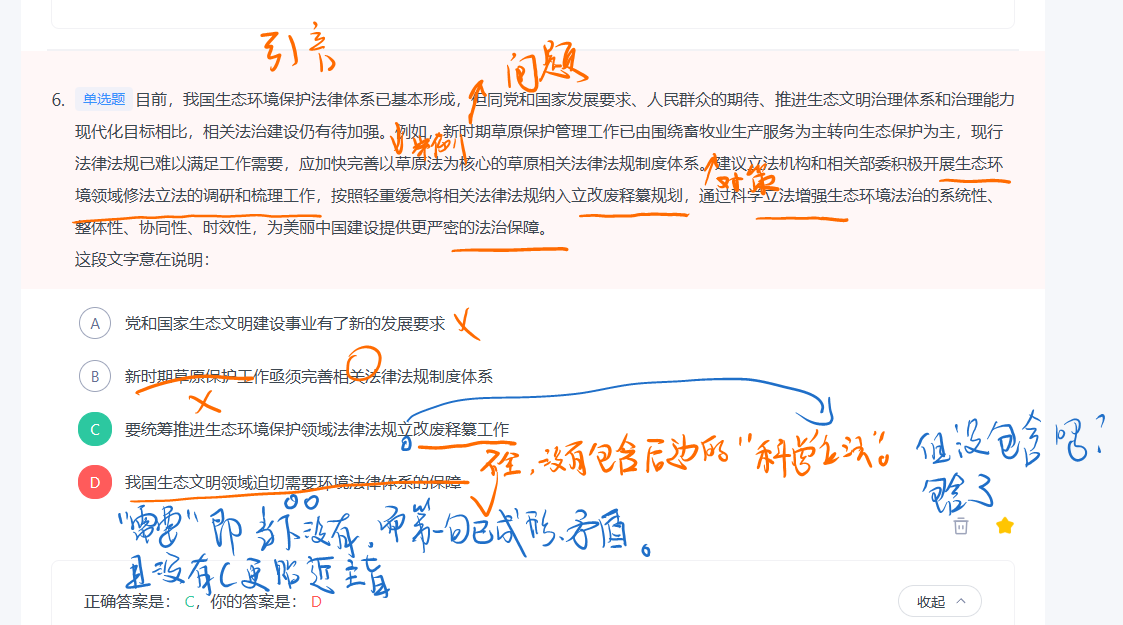 引言
问题
6. 单选题 目前，我国生态环境保护法律体系已基本形成，但同党和国家发展要求、人民群众的期待、推进生态文明治理体系和治理能力
现代化目标相比，相关法治建设仍有待加强。例如，新时期草原保护管理工作已由围绕畜牧业生产服务为主转向生态保护为主，现行
举例
法律法规已难以满足工作需要，应加快完善以草原法为核心的草原相关法律法规制度体系。建议立法机构和相关部委积极开展生态环
对策
境领域修法立法的调研和梳理工作，按照轻重缓急将相关法律法规纳入立改废释纂规划，通过科学立法增强生态环境法治的系统性、
整体性、协同性、时效性，为美丽中国建设提供更严密的法治保障。
这段文字意在说明：
A 党和国家生态文明建设事业有了新的发展要求
B 新时期草原保护工作亟须完善相关法律法规制度体系
C 要统筹推进生态环境保护领域法律法规立改废释纂工作
不全，没有包含后边的“科学立法”。
但没包含吗？
包含了
D 我国生态文明领域迫切需要环境法律体系的保障
“需要”即当下没有，而第一句已成形、矛盾。
且没有C更贴近主旨
正确答案是： C，你的答案是： D
收起